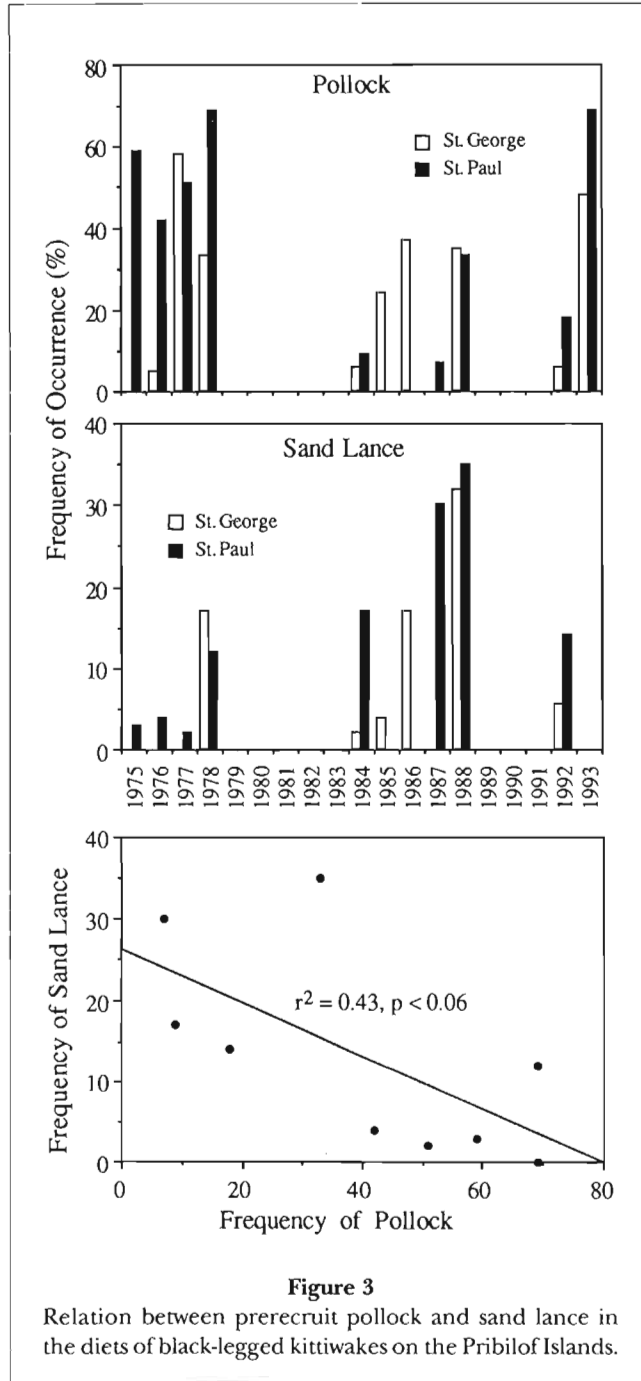 Pollock
St. George
St. Paul
80
60
40
20
0
Frequency of Occurrence (%)
Sand Lance
St. George
St. Paul
40
30
20
10
0
1975
1976
1977
1978
1979
1980
1981
1982
1983
1984
1985
1986
1987
1988
1989
1990
1991
1992
1993
40
30
20
10
0
Frequency of Sand Lance
r² = 0.43, p < 0.06
0 20 40 60 80
Frequency of Pollock
Figure 3
Relation between prerecruit pollock and sand lance in
the diets of black-legged kittiwakes on the Pribilof Islands.